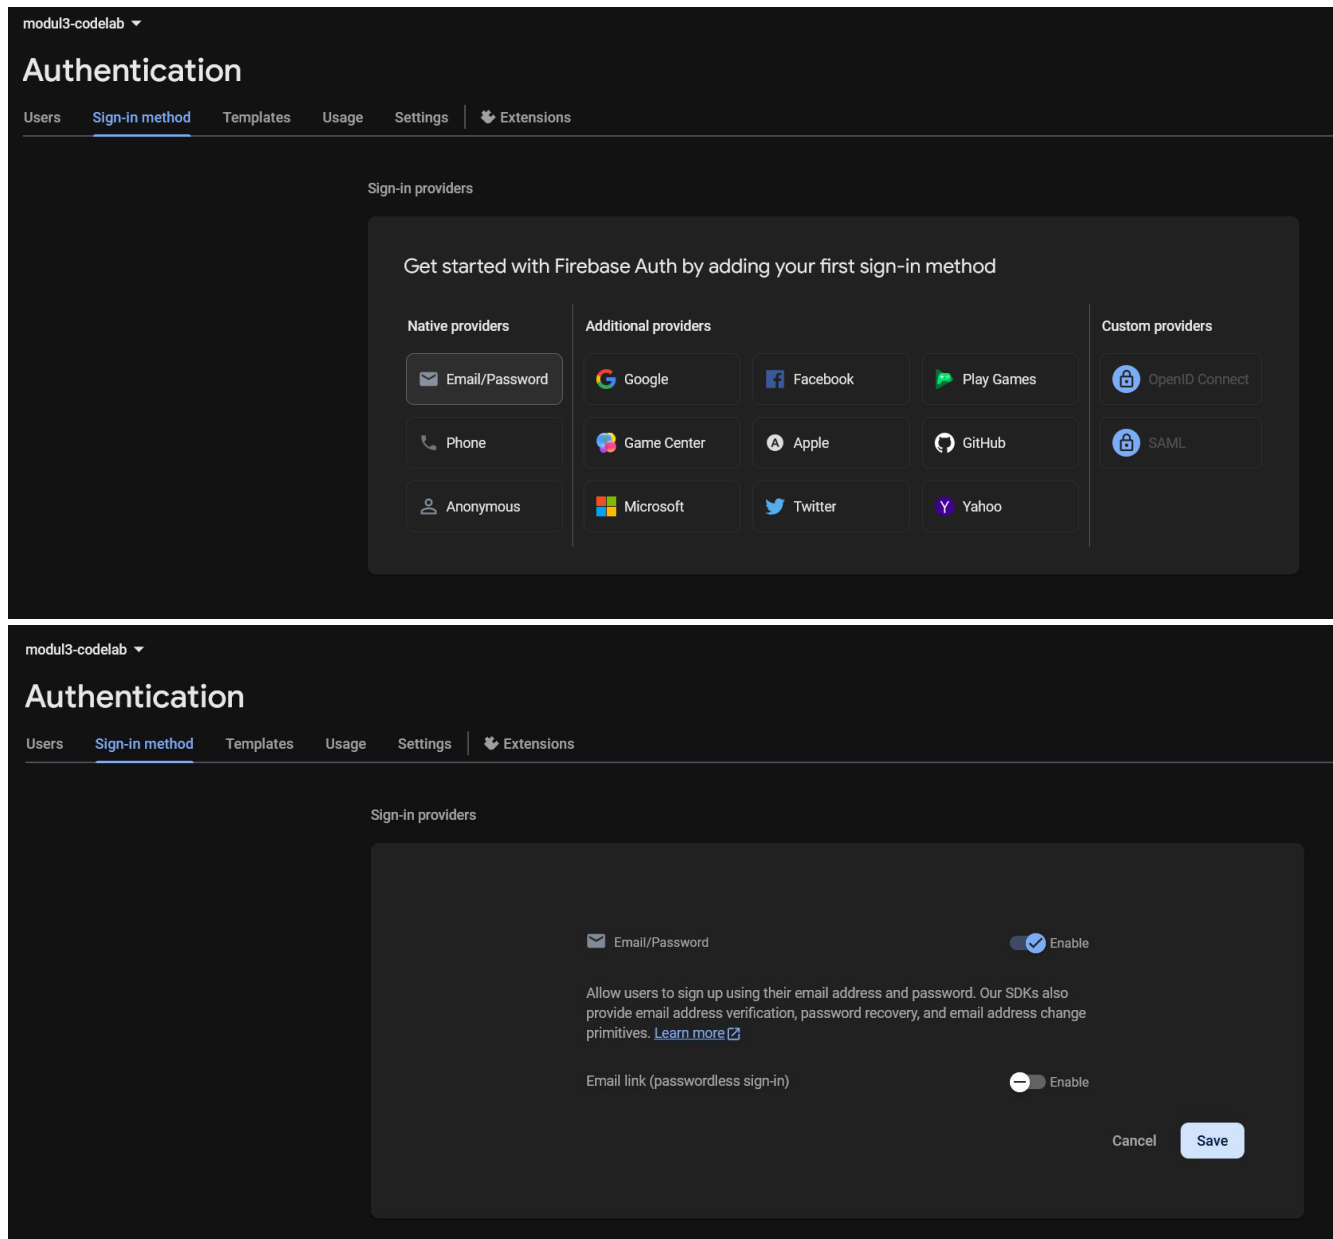 modul3-codelab
Authentication
Users Sign-in method Templates Usage Settings Extensions
Sign-in providers
Get started with Firebase Auth by adding your first sign-in method
Native providers Additional providers Custom providers
Email/Password Google Facebook Play Games OpenID Connect
Phone Game Center Apple GitHub SAML
Anonymous Microsoft Twitter Yahoo
modul3-codelab
Authentication
Users Sign-in method Templates Usage Settings Extensions
Sign-in providers
Email/Password Enable
Allow users to sign up using their email address and password. Our SDKs also
provide email address verification, password recovery, and email address change
primitives. Learn more
Email link (passwordless sign-in) Enable
Cancel Save